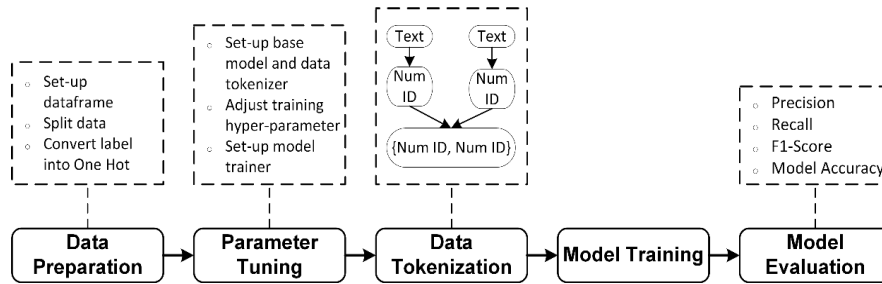 Set-up
dataframe
Split data
Convert label
into One Hot
Set-up base
model and data
tokenizer
Adjust training
hyper-parameter
Set-up model
trainer
Text
Text
Num
ID
Num
ID
{Num ID, Num ID}
Precision
Recall
F1-Score
Model Accuracy
Data
Preparation
Parameter
Tuning
Data
Tokenization
Model Training
Model
Evaluation